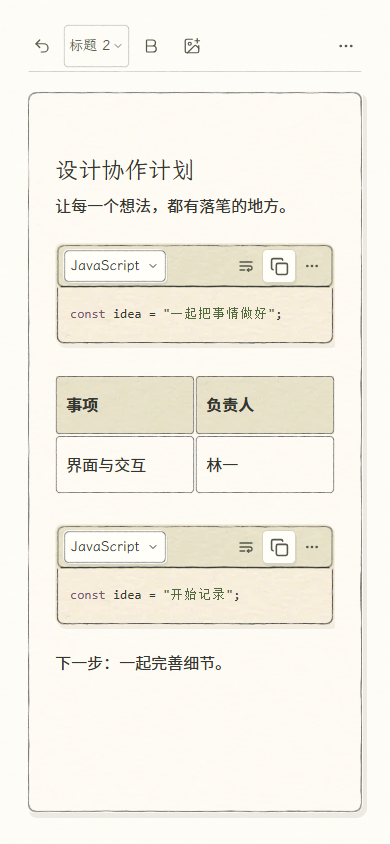 标题 2
B
设计协作计划
让每一个想法，都有落笔的地方。
JavaScript
const idea = "一起把事情做好";
事项 负责人
界面与交互 林一
JavaScript
const idea = "开始记录";
下一步：一起完善细节。